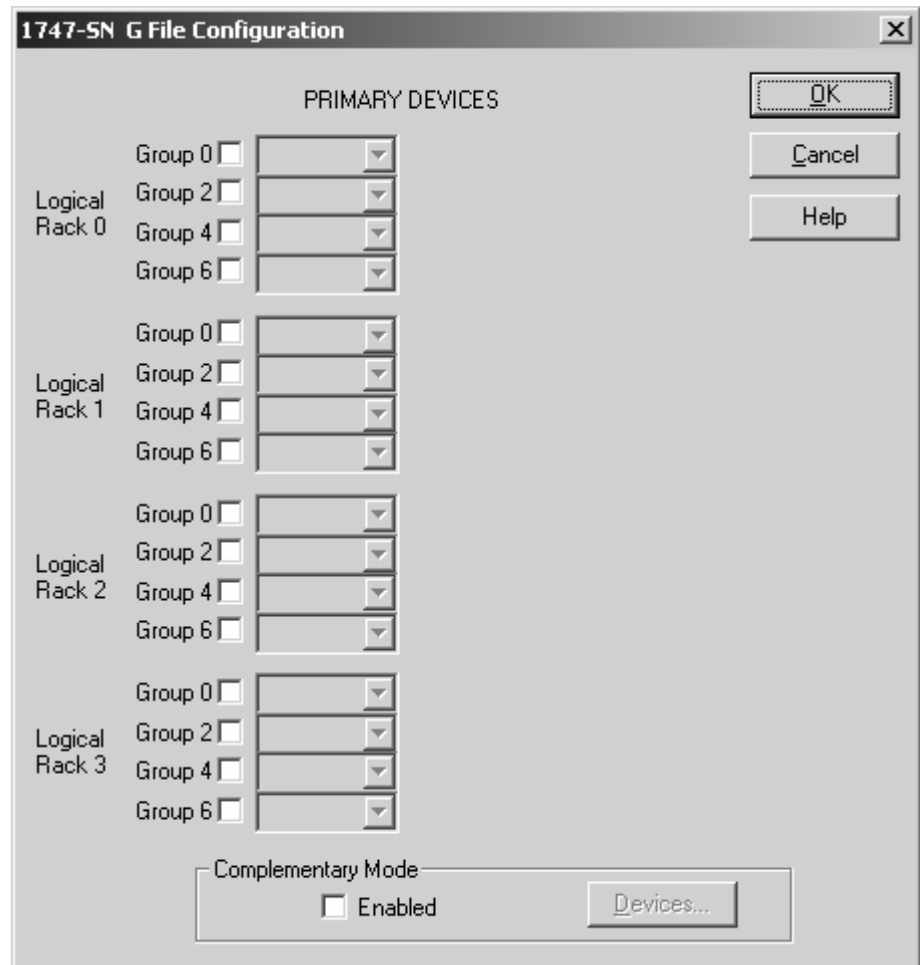 1747-SN G File Configuration
PRIMARY DEVICES
OK
Cancel
Help
Logical
Rack 0
Group 0
Group 2
Group 4
Group 6
Logical
Rack 1
Group 0
Group 2
Group 4
Group 6
Logical
Rack 2
Group 0
Group 2
Group 4
Group 6
Logical
Rack 3
Group 0
Group 2
Group 4
Group 6
Complementary Mode
Enabled
Devices...